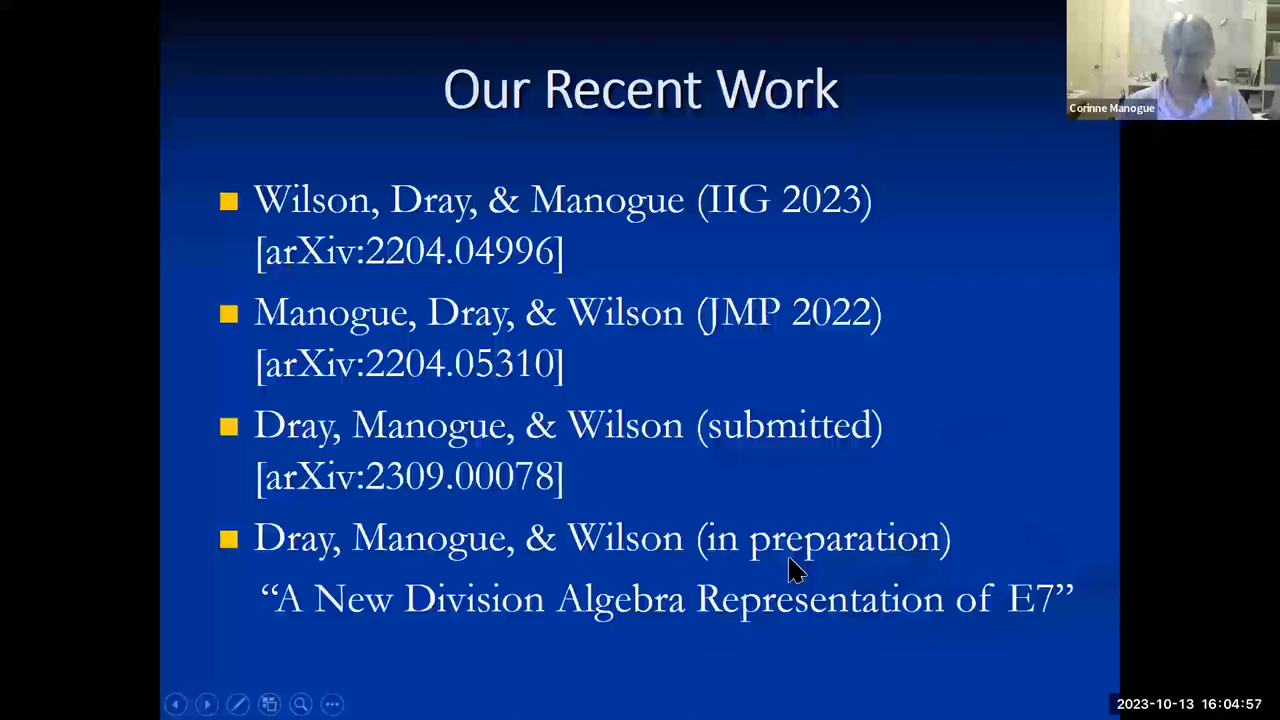 Our Recent Work
Corinne Manogue
Wilson, Dray, & Manogue (IIG 2023)
[arXiv:2204.04996]
Manogue, Dray, & Wilson (JMP 2022)
[arXiv:2204.05310]
Dray, Manogue, & Wilson (submitted)
[arXiv:2309.00078]
Dray, Manogue, & Wilson (in preparation)
“A New Division Algebra Representation of E7”
2023-10-13 16:04:57